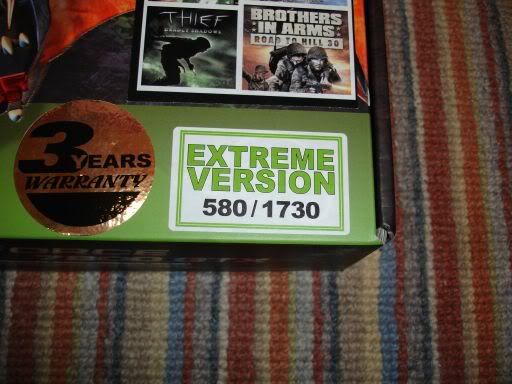 THIEF
DEADLY SHADOWS
BROTHERS
IN ARMS
ROAD TO HILL 30
3
YEARS
WARRANTY
EXTREME
VERSION
580/1730